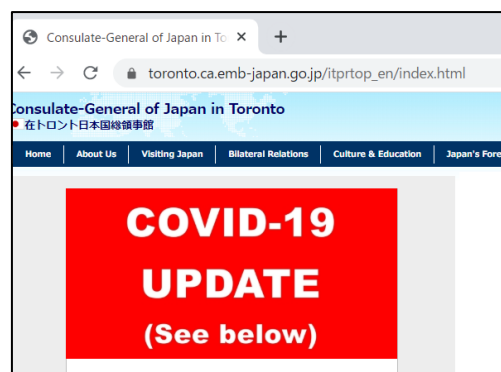 Consulate-General of Japan in To
toronto.ca.emb-japan.go.jp/itprtop_en/index.html
Consulate-General of Japan in Toronto
在トロント日本国総領事館
Home About Us Visiting Japan Bilateral Relations Culture & Education Japan's Fore
COVID-19
UPDATE
(See below)